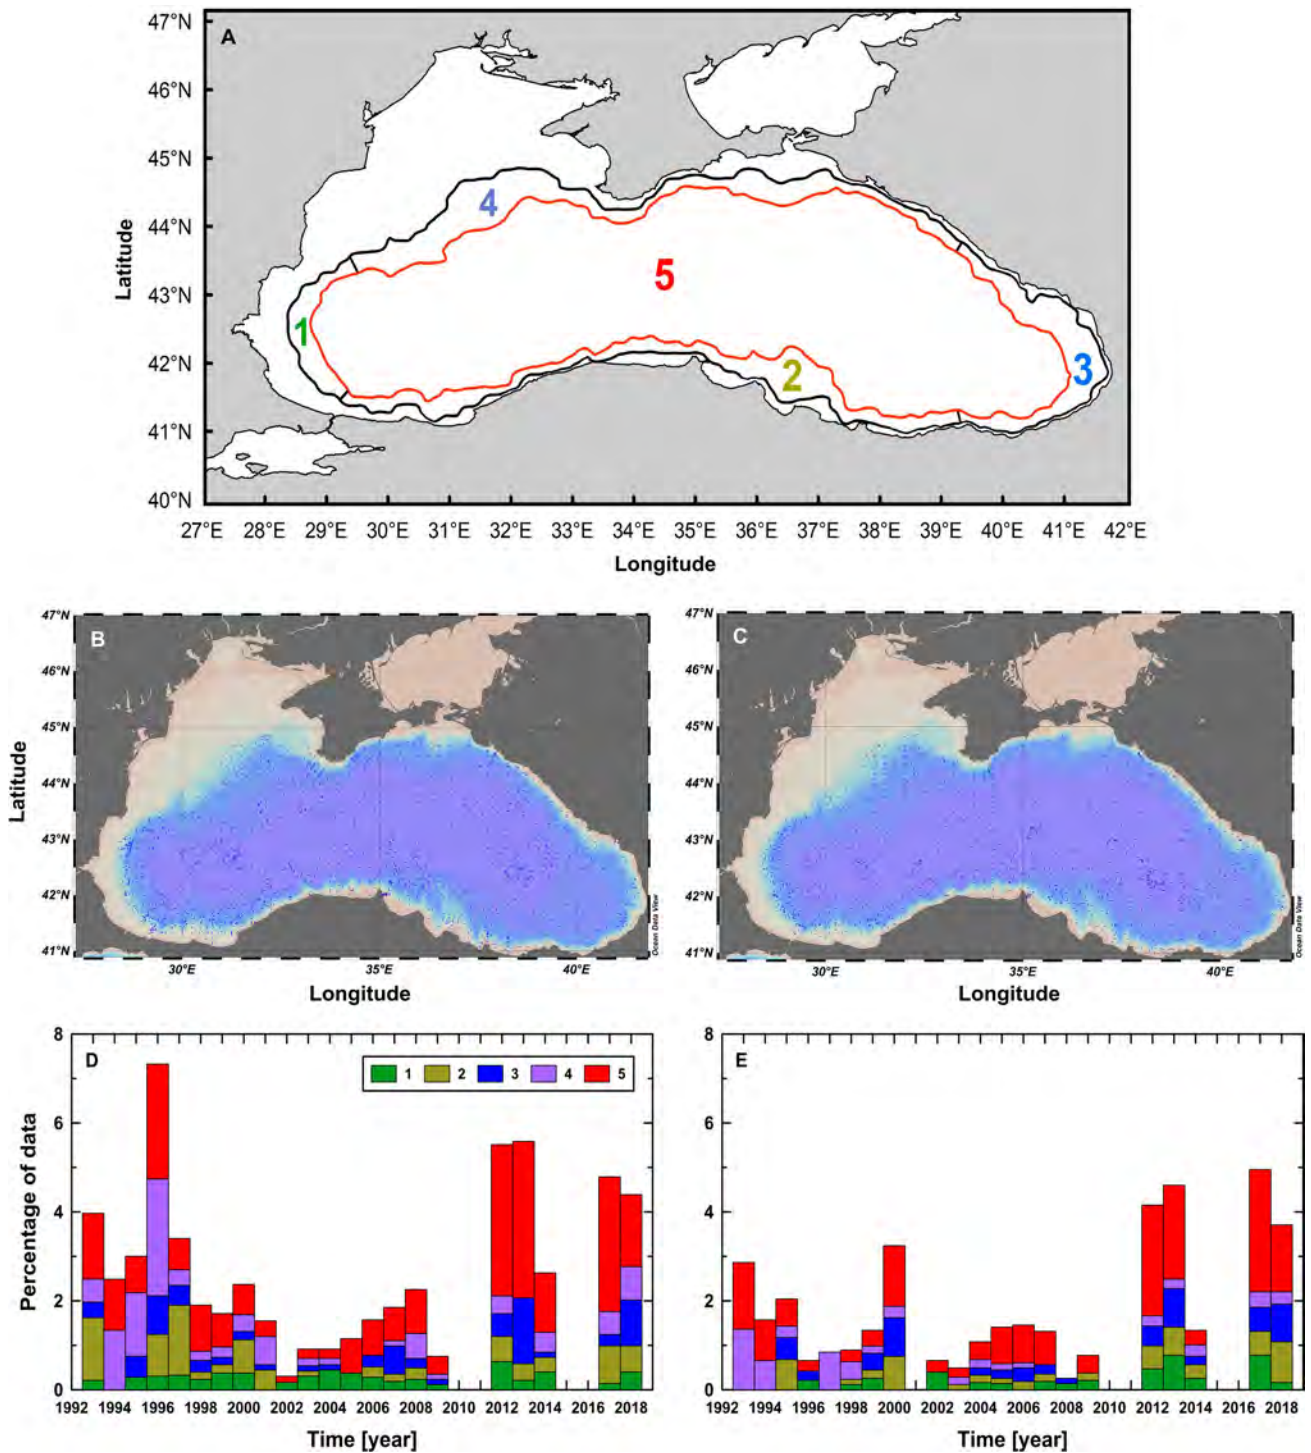 A
47°N
46°N
45°N
44°N
43°N
42°N
41°N
40°N
Latitude
4
5
1
2
3
27°E 28°E 29°E 30°E 31°E 32°E 33°E 34°E 35°E 36°E 37°E 38°E 39°E 40°E 41°E 42°E
Longitude
B
47°N
46°N
45°N
44°N
43°N
42°N
41°N
Latitude
30°E 35°E 40°E
Longitude
Ocean Data View
C
47°N
46°N
45°N
44°N
43°N
42°N
41°N
30°E 35°E 40°E
Longitude
Ocean Data View
D
1 2 3 4 5
8
6
4
2
0
Percentage of data
1992 1994 1996 1998 2000 2002 2004 2006 2008 2010 2012 2014 2016 2018
Time [year]
E
8
6
4
2
0
1992 1994 1996 1998 2000 2002 2004 2006 2008 2010 2012 2014 2016 2018
Time [year]